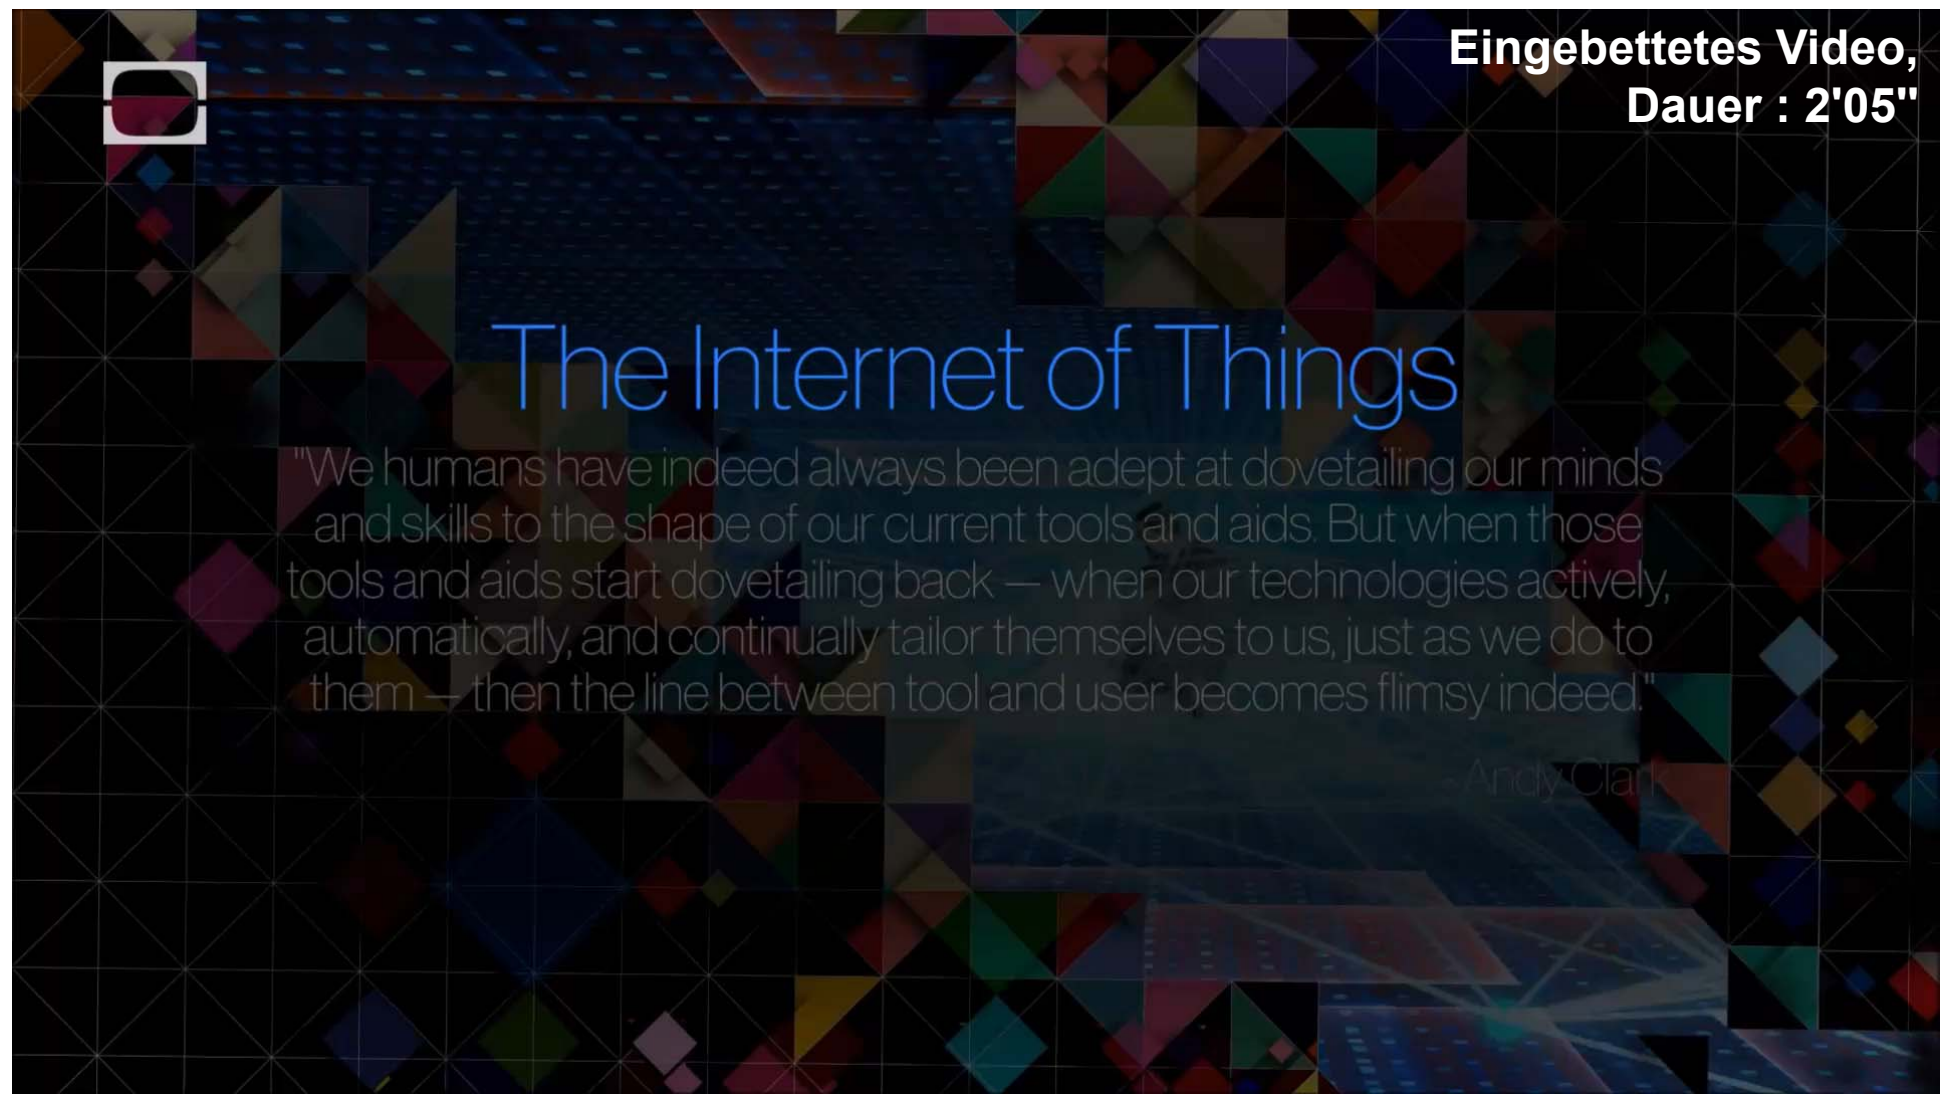 Eingebettetes Video,
Dauer : 2'05"
The Internet of Things
"We humans have indeed always been adept at dovetailing our minds
and skills to the shape of our current tools and aids. But when those
tools and aids start dovetailing back — when our technologies actively,
automatically, and continually tailor themselves to us, just as we do to
them — then the line between tool and user becomes flimsy indeed."
- Andy Clark